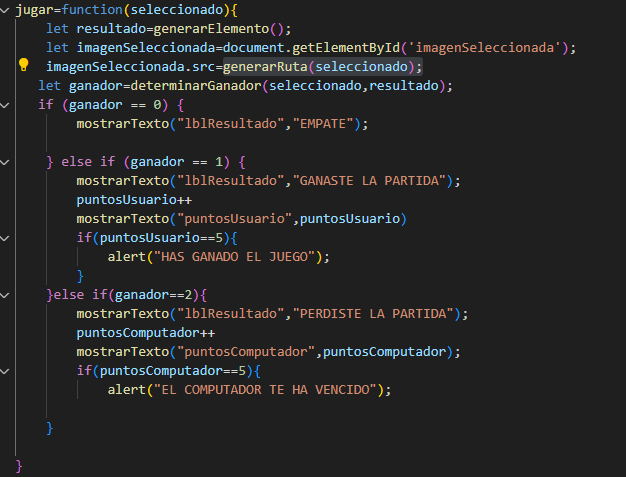 jugar=function(seleccionado){
let resultado=generarElemento();
let imagenSeleccionada=document.getElementById('imagenSeleccionada');
imagenSeleccionada.src=generarRuta(seleccionado);
let ganador=determinarGanador(seleccionado,resultado);
if (ganador == 0) {
mostrarTexto("lblResultado","EMPATE");
} else if (ganador == 1) {
mostrarTexto("lblResultado","GANASTE LA PARTIDA");
puntosUsuario++
mostrarTexto("puntosUsuario",puntosUsuario)
if(puntosUsuario==5){
alert("HAS GANADO EL JUEGO");
}
}else if(ganador==2){
mostrarTexto("lblResultado","PERDISTE LA PARTIDA");
puntosComputador++
mostrarTexto("puntosComputador",puntosComputador);
if(puntosComputador==5){
alert("EL COMPUTADOR TE HA VENCIDO");
}
}